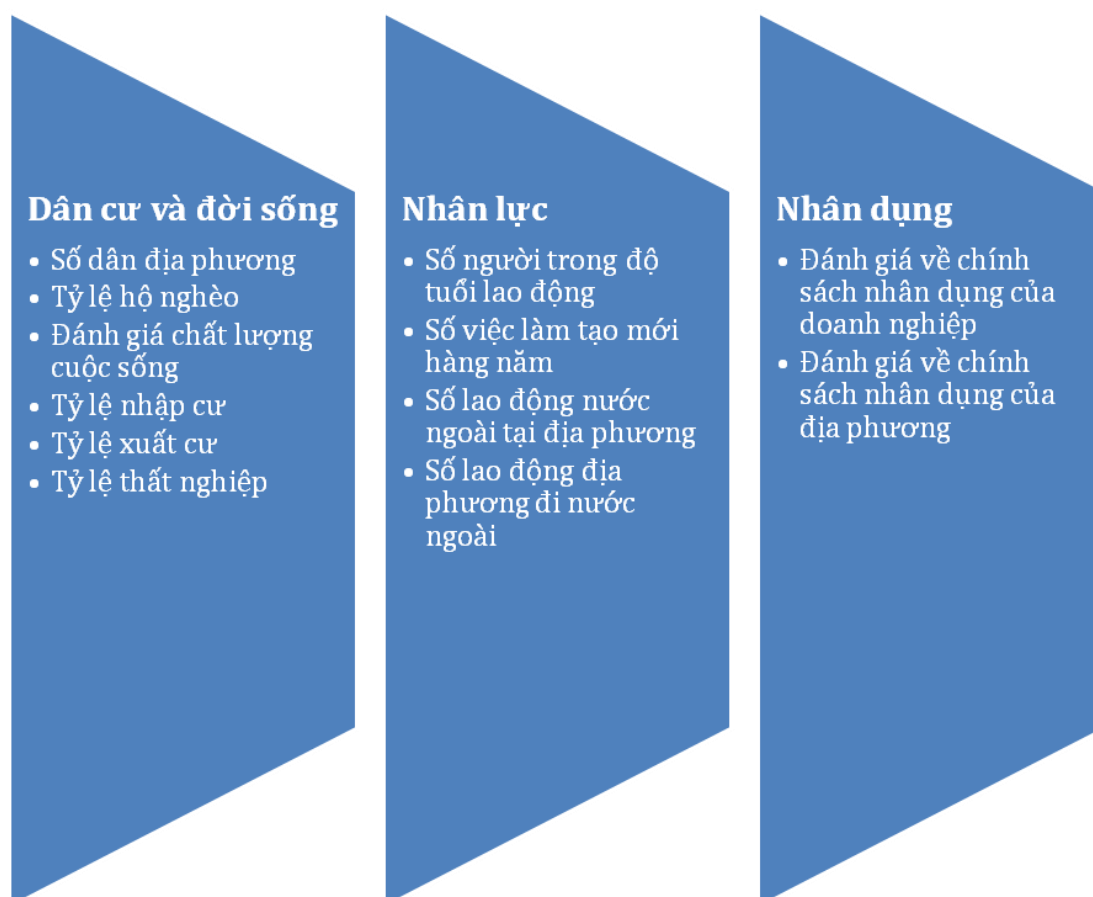 Dân cư và đời sống
• Số dân địa phương
• Tỷ lệ hộ nghèo
• Đánh giá chất lượng
cuộc sống
• Tỷ lệ nhập cư
• Tỷ lệ xuất cư
• Tỷ lệ thất nghiệp
Nhân lực
• Số người trong độ
tuổi lao động
• Số việc làm tạo mới
hàng năm
• Số lao động nước
ngoài tại địa phương
• Số lao động địa
phương đi nước
ngoài
Nhân dụng
• Đánh giá về chính
sách nhân dụng của
doanh nghiệp
• Đánh giá về chính
sách nhân dụng của
địa phương